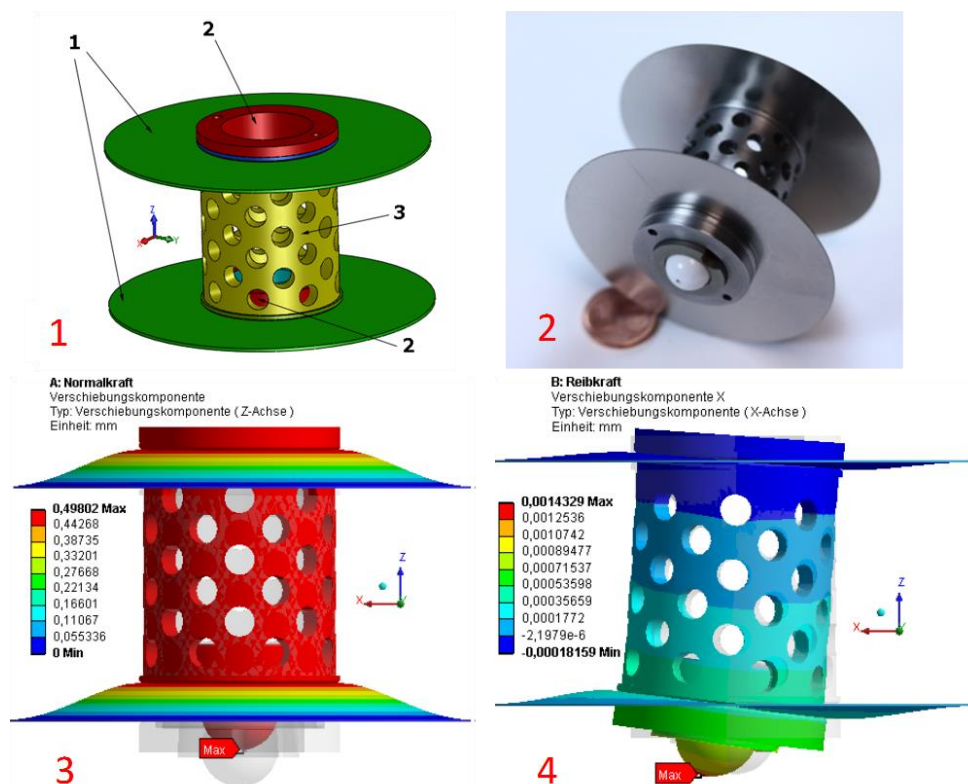 1
2
3
2
Z
X
Y
1
2
A: Normalkraft
Verschiebungskomponente
Typ: Verschiebungskomponente ( Z-Achse )
Einheit: mm
0,49802 Max
0,44268
0,38735
0,33201
0,27668
0,22134
0,16601
0,11067
0,055336
0 Min
Z
X
Y
Max
3
B: Reibkraft
Verschiebungskomponente X
Typ: Verschiebungskomponente ( X-Achse )
Einheit: mm
0,0014329 Max
0,0012536
0,0010742
0,00089477
0,00071537
0,00053598
0,00035659
0,0001772
-2,1979e-6
-0,00018159 Min
Z
X
Y
Max
4